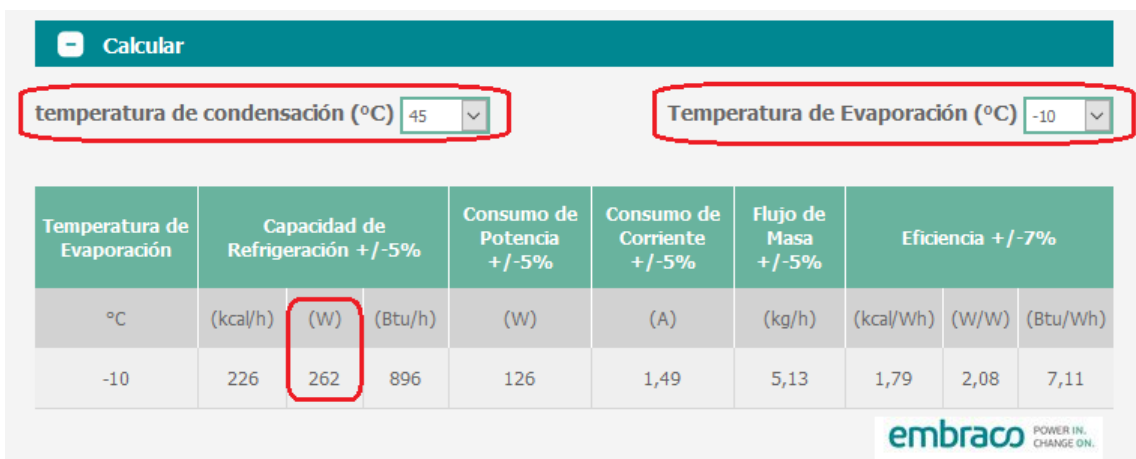 Calcular
temperatura de condensación (°C) 45
Temperatura de Evaporación (°C) -10
Temperatura de
Evaporación
Capacidad de
Refrigeración +/-5%
Consumo de
Potencia
+/-5%
Consumo de
Corriente
+/-5%
Flujo de
Masa
+/-5%
Eficiencia +/-7%
°C (kcal/h) (W) (Btu/h) (W) (A) (kg/h) (kcal/Wh) (W/W) (Btu/Wh)
-10 226 262 896 126 1,49 5,13 1,79 2,08 7,11
embraco
POWER IN.
CHANGE ON.